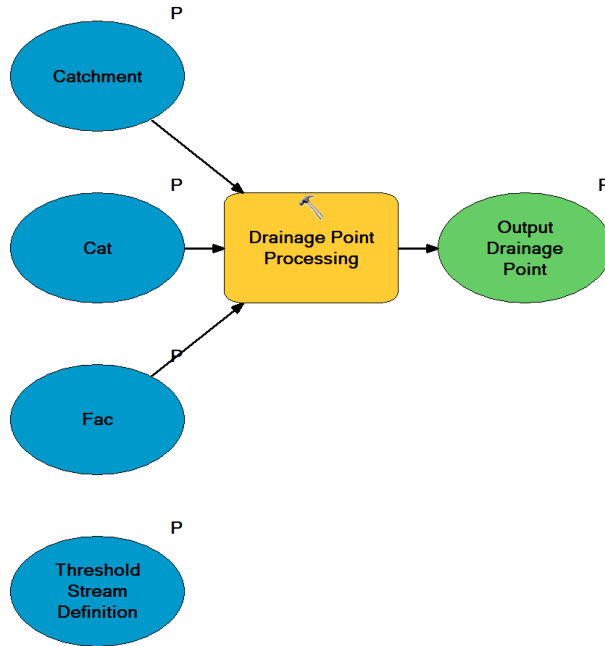 P
Catchment
P
P
Cat
Drainage Point
Processing
Output
Drainage
Point
P
Fac
P
Threshold
Stream
Definition